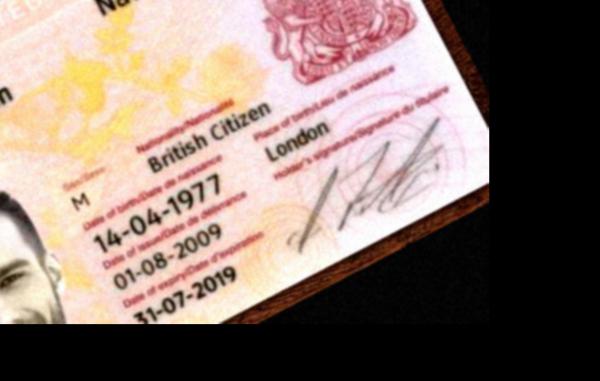 Nationality/Nationalité
British Citizen
Sex/Sexe
M
Place of birth/Lieu de naissance
London
Date of birth/Date de naissance
14-04-1977
Holder's signature/Signature du titulaire
Date of issue/Date de délivrance
01-08-2009
Date of expiry/Date d'expiration
31-07-2019